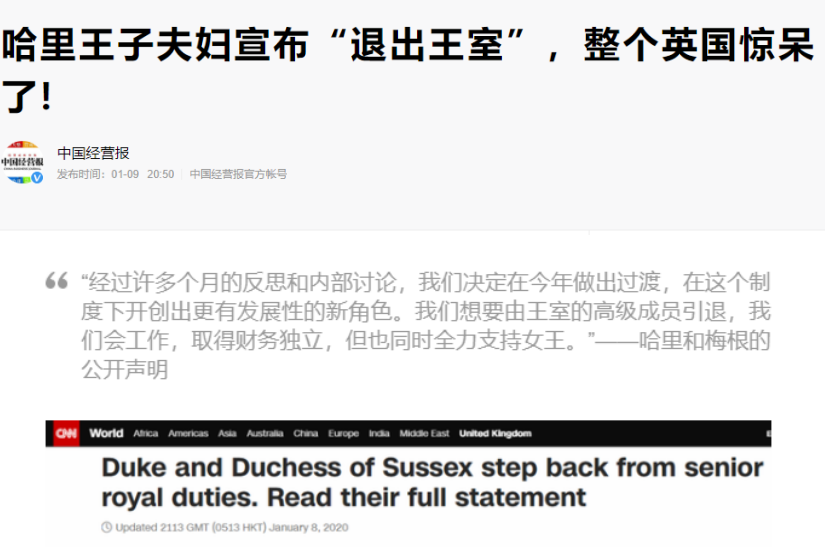 哈里王子夫妇宣布“退出王室”，整个英国惊呆
了！
中国经营报
中国经营报
发布时间：01-09 20:50 中国经营报官方帐号
“经过许多个月的反思和内部讨论，我们决定在今年做出过渡，在这个制
度下开创出更有发展性的新角色。我们想要由王室的高级成员引退，我
们会工作，取得财务独立，但也同时全力支持女王。”——哈里和梅根的
公开声明
CNN World Africa Americas Asia Australia China Europe India Middle East United Kingdom
Duke and Duchess of Sussex step back from senior
royal duties. Read their full statement
Updated 2113 GMT (0513 HKT) January 8, 2020